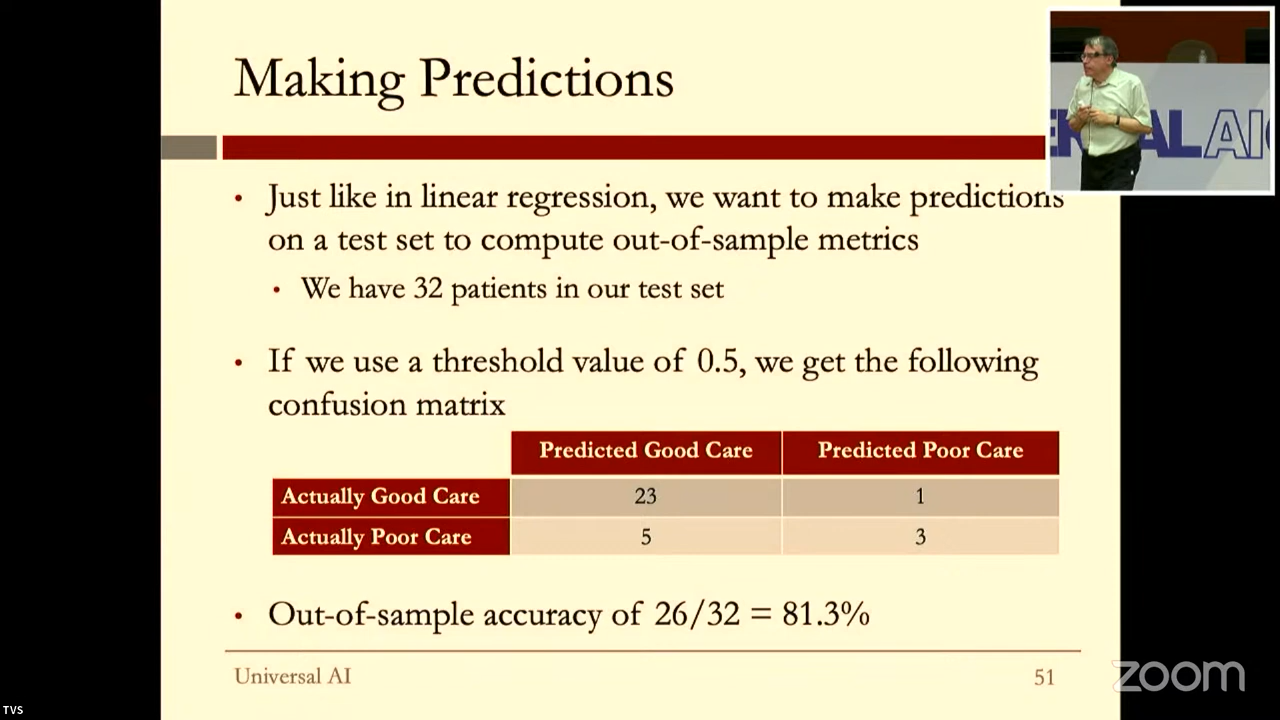 Making Predictions
• Just like in linear regression, we want to make predictions
on a test set to compute out-of-sample metrics
• We have 32 patients in our test set
• If we use a threshold value of 0.5, we get the following
confusion matrix
Predicted Good Care Predicted Poor Care
Actually Good Care 23 1
Actually Poor Care 5 3
• Out-of-sample accuracy of 26/32 = 81.3%
Universal AI 51
zoom
TVS